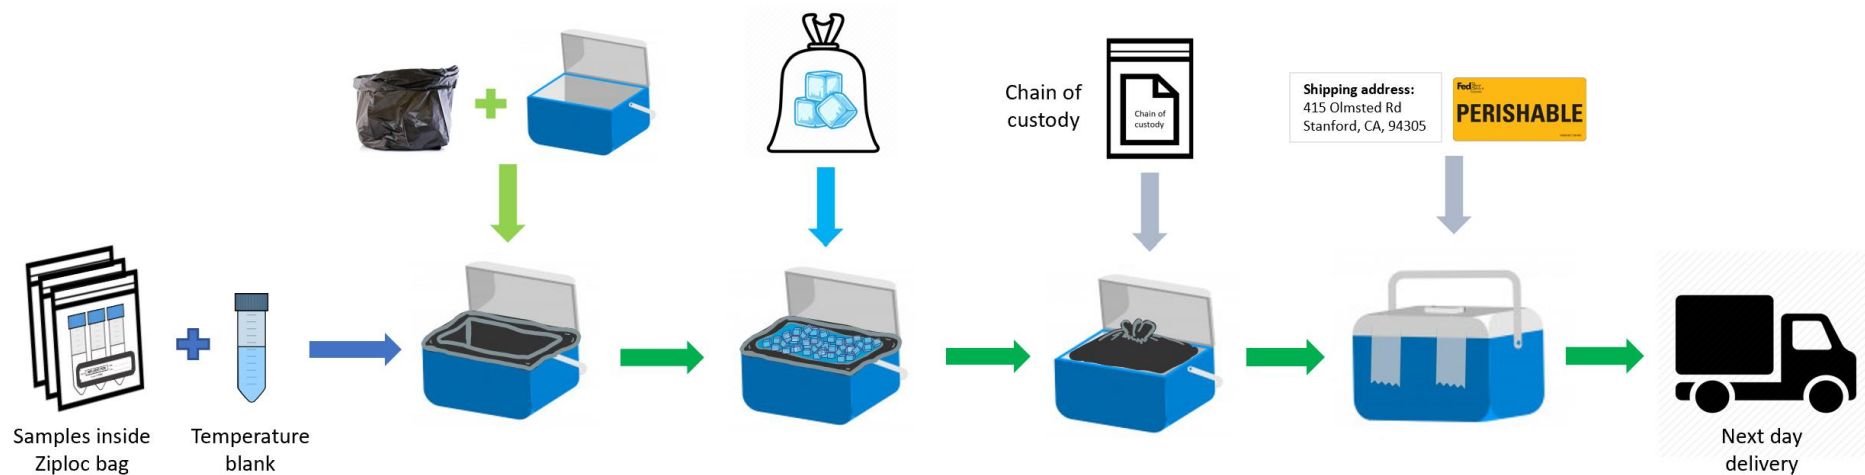 Chain of
custody
Chain of
custody
Shipping address:
415 Olmsted Rd
Stanford, CA, 94305
FedEx
PERISHABLE
Samples inside
Ziploc bag
Temperature
blank
Next day
delivery